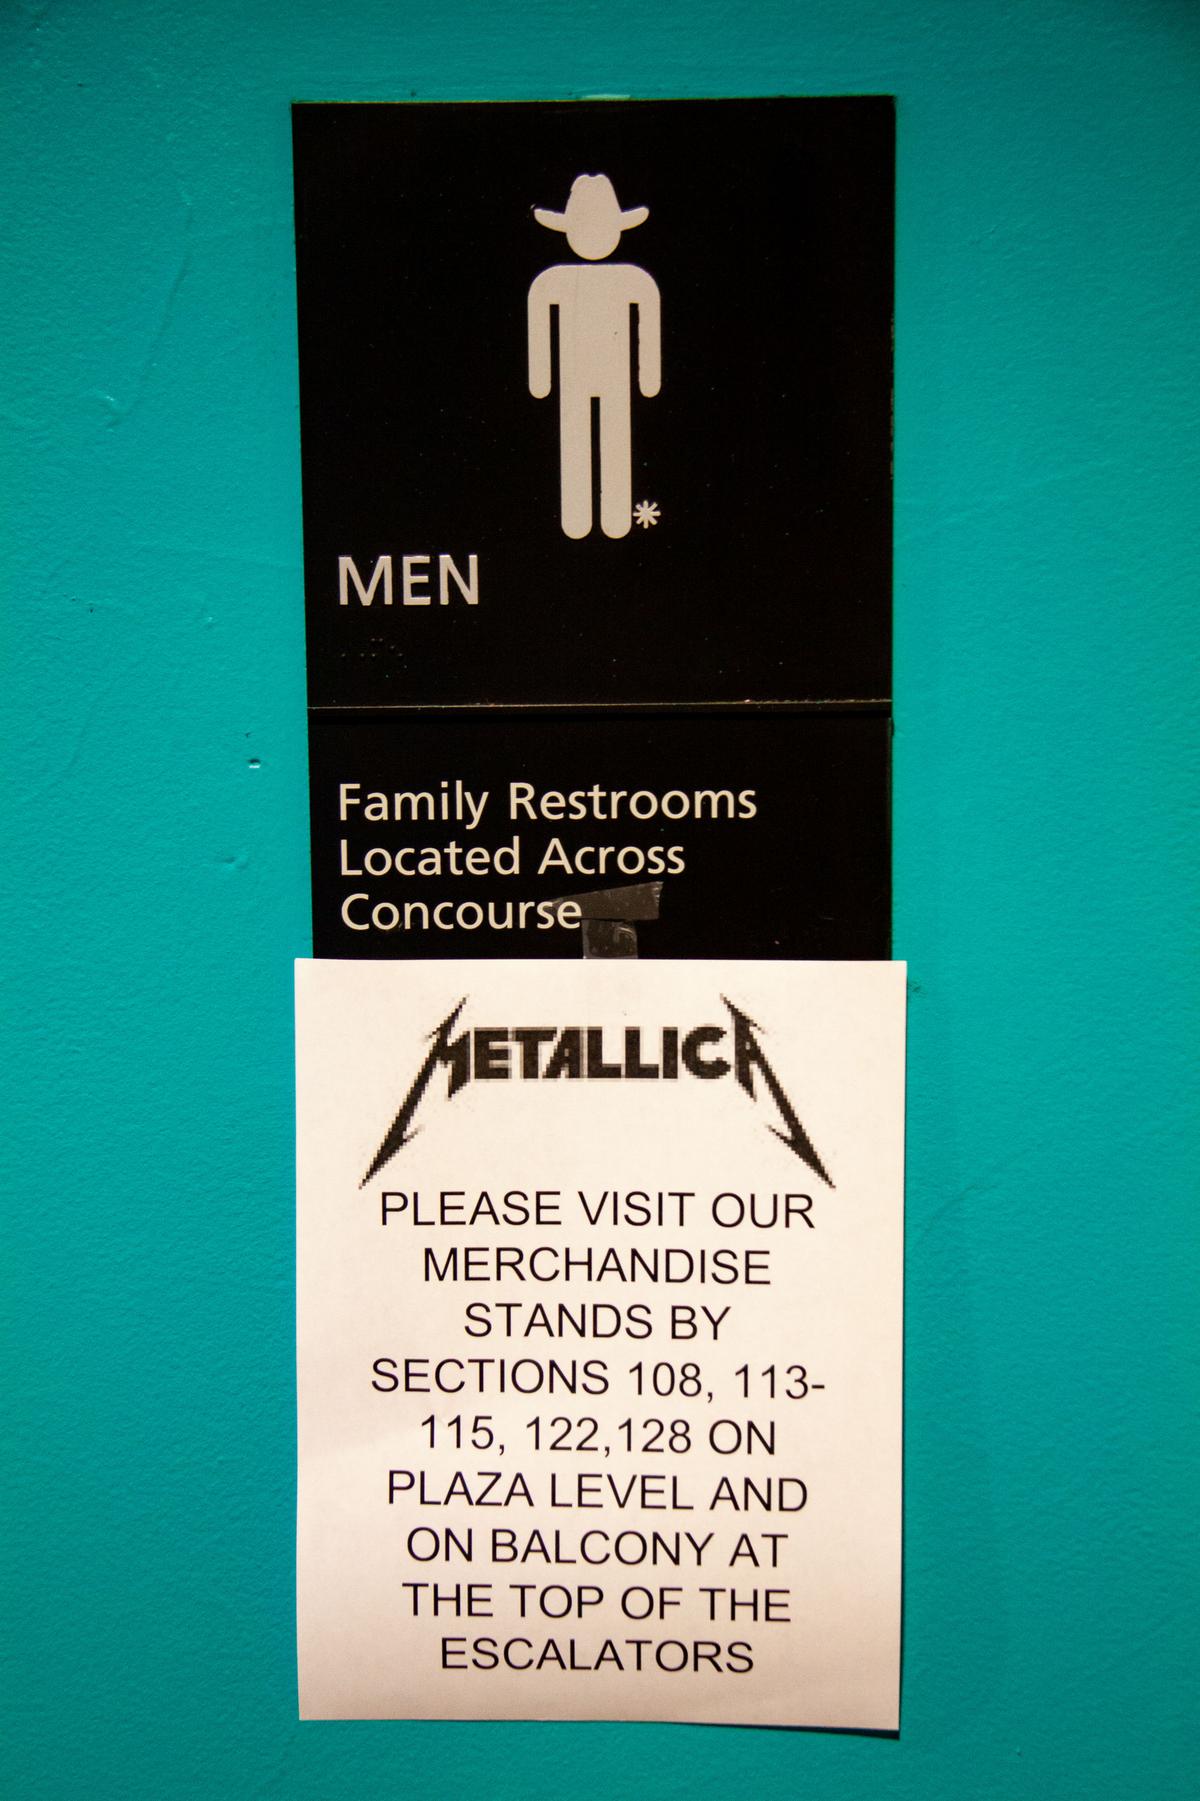 MEN
Family Restrooms
Located Across
Concourse
METALLICA
PLEASE VISIT OUR
MERCHANDISE
STANDS BY
SECTIONS 108, 113-
115, 122,128 ON
PLAZA LEVEL AND
ON BALCONY AT
THE TOP OF THE
ESCALATORS